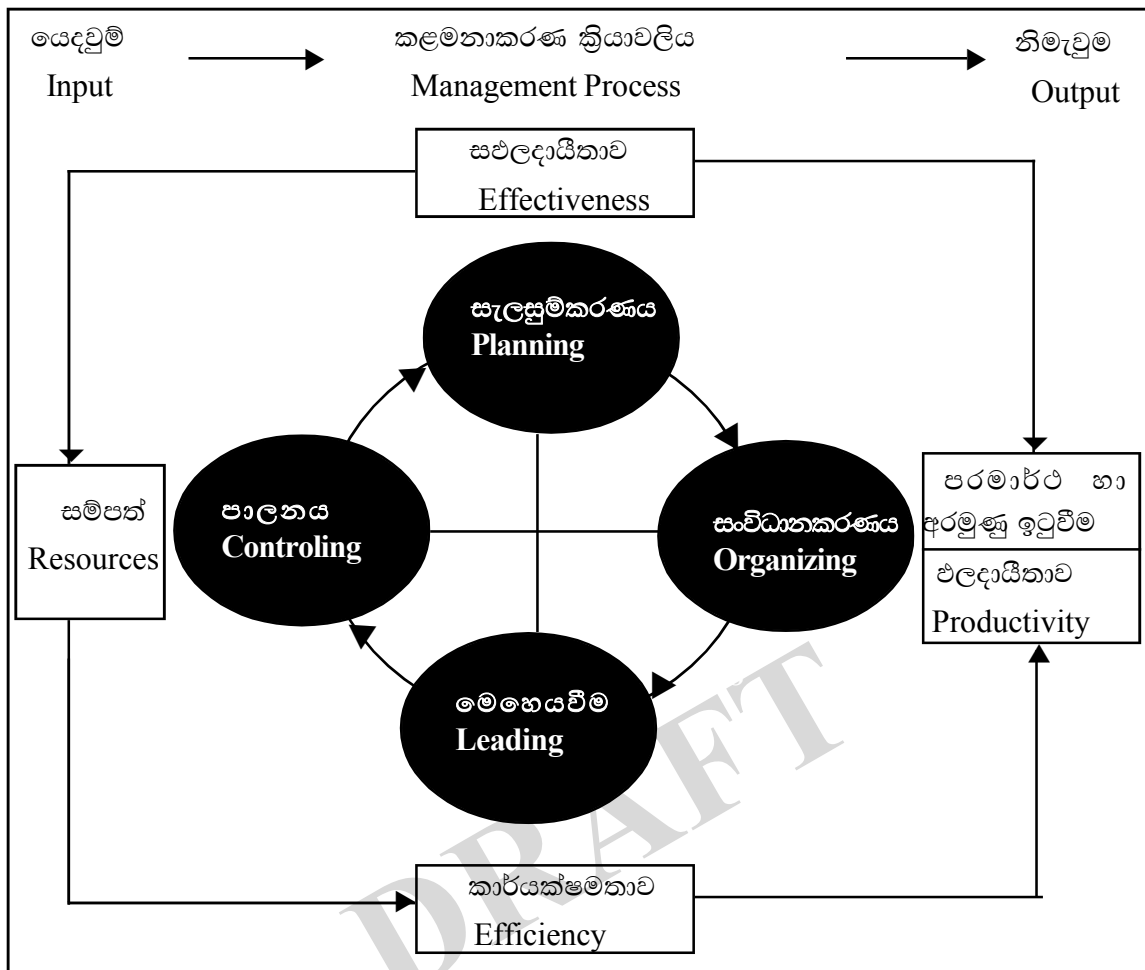 යෙදවුම්
Input
කළමනාකරණ ක්‍රියාවලිය
Management Process
නිමැවුම
Output
සඵලදායීතාව
Effectiveness
සැලසුම්කරණය
Planning
පාලනය
Controling
සංවිධානකරණය
Organizing
මෙහෙයවීම
Leading
සම්පත්
Resources
පරමාර්ථ හා
අරමුණු ඉටුවීම
ඵලදායීතාව
Productivity
කාර්යක්ෂමතාව
Efficiency
DRAFT